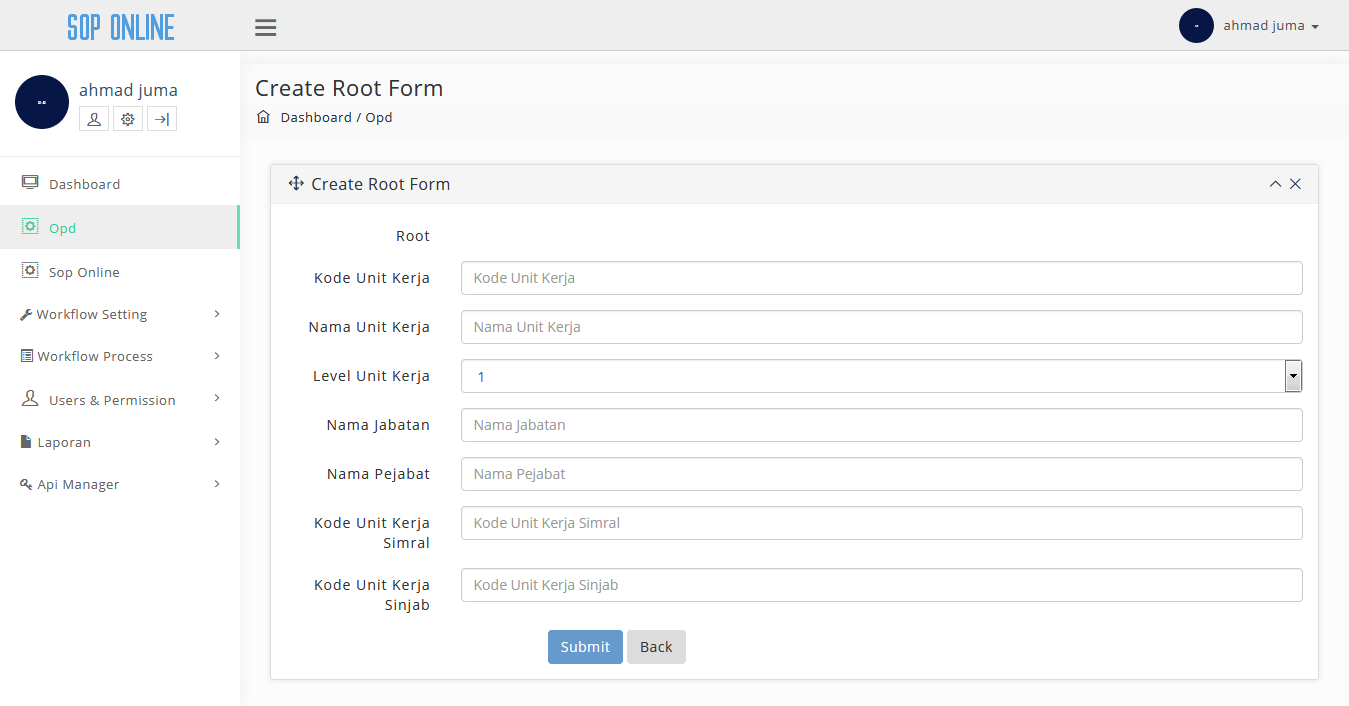 SOP ONLINE
ahmad juma
ahmad juma
Dashboard
Opd
Sop Online
Workflow Setting
Workflow Process
Users & Permission
Laporan
Api Manager
Create Root Form
Dashboard / Opd
Create Root Form
Root
Kode Unit Kerja
Kode Unit Kerja
Nama Unit Kerja
Nama Unit Kerja
Level Unit Kerja
1
Nama Jabatan
Nama Jabatan
Nama Pejabat
Nama Pejabat
Kode Unit Kerja
Simral
Kode Unit Kerja Simral
Kode Unit Kerja
Sinjab
Kode Unit Kerja Sinjab
Submit
Back